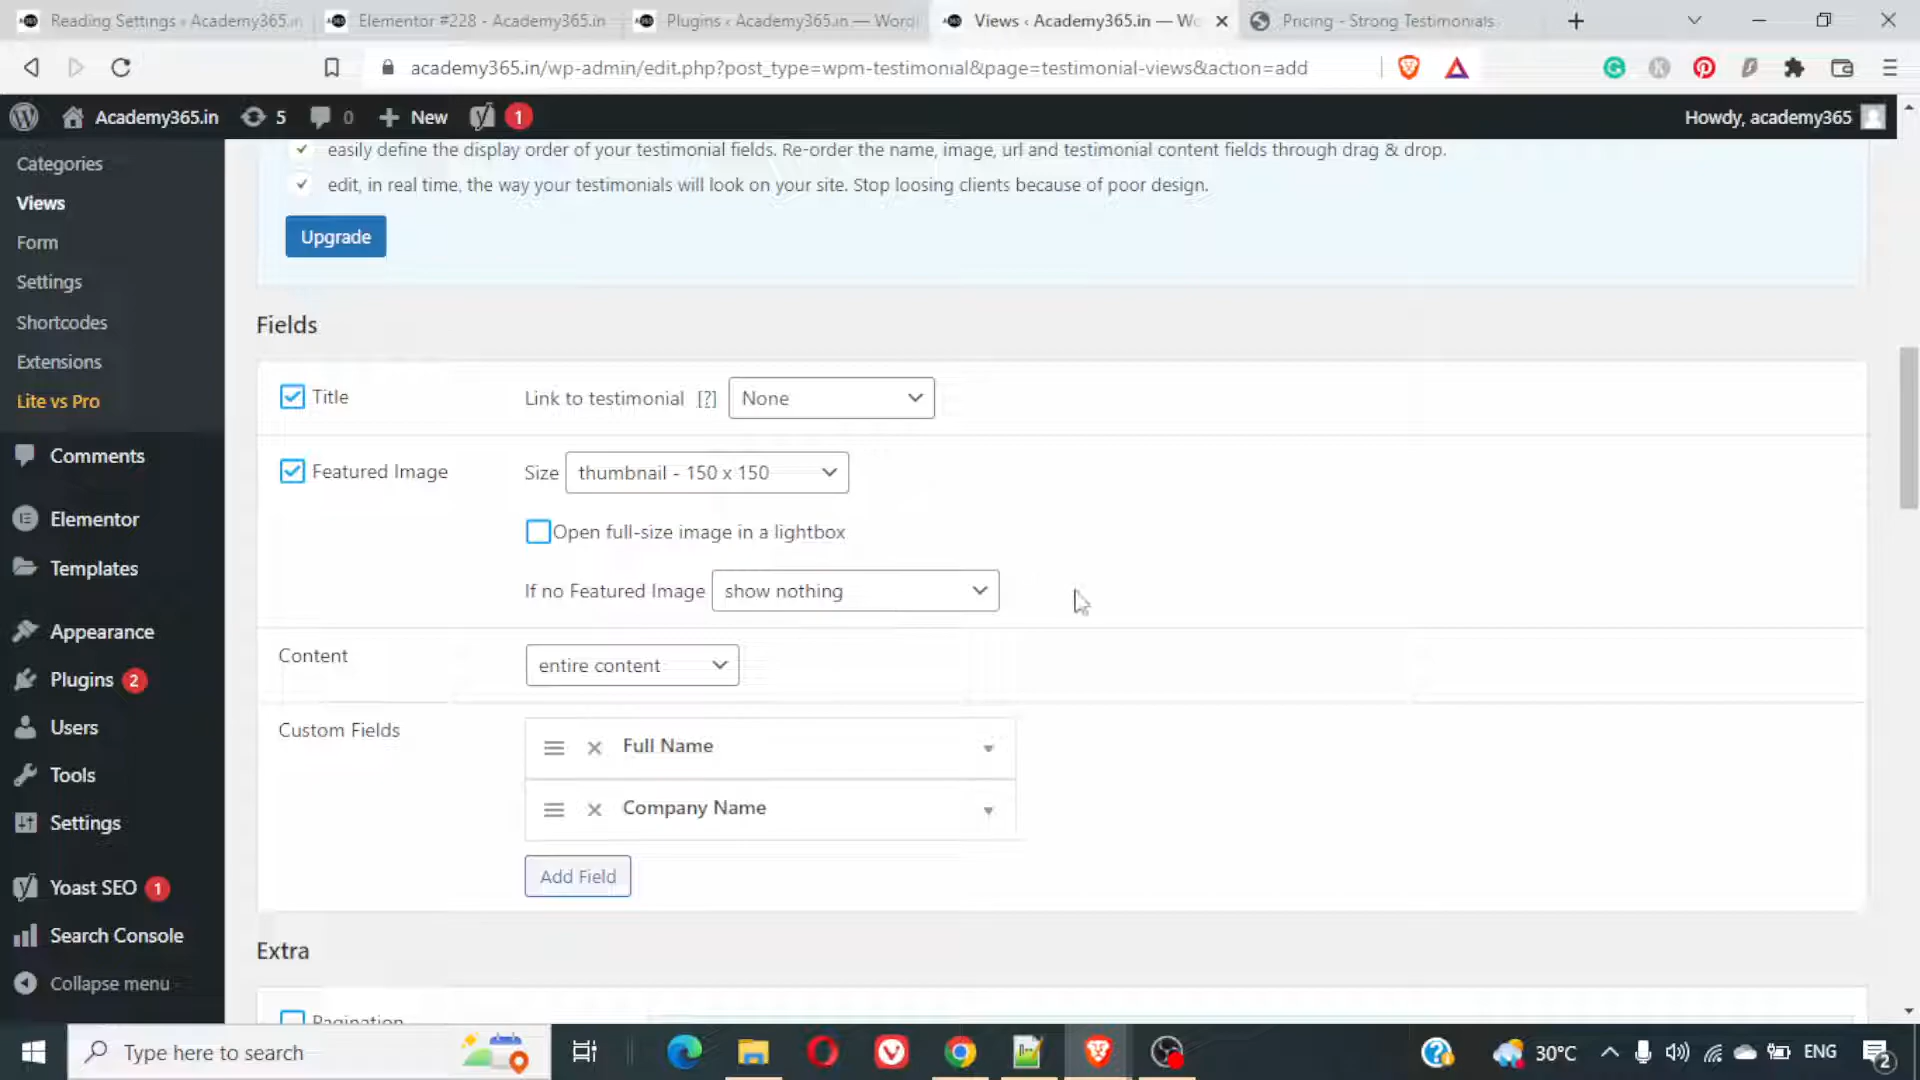 Reading Settings ‹ Academy365.in
Elementor #228 - Academy365.in
Plugins ‹ Academy365.in — Word
Views ‹ Academy365.in — Wo
Pricing - Strong Testimonials
academy365.in/wp-admin/edit.php?post_type=wpm-testimonial&page=testimonial-views&action=add
Academy365.in
5
0
New
1
Howdy, academy365
Categories
Views
Form
Settings
Shortcodes
Extensions
Lite vs Pro
Comments
Elementor
Templates
Appearance
Plugins 2
Users
Tools
Settings
Yoast SEO 1
Search Console
Collapse menu
easily define the display order of your testimonial fields. Re-order the name, image, url and testimonial content fields through drag & drop.
edit, in real time, the way your testimonials will look on your site. Stop loosing clients because of poor design.
Upgrade
Fields
Title
Link to testimonial [?] None
Featured Image
Size thumbnail - 150 x 150
Open full-size image in a lightbox
If no Featured Image show nothing
Content
entire content
Custom Fields
Full Name
Company Name
Add Field
Extra
Pagination
Type here to search
30°C
ENG
2